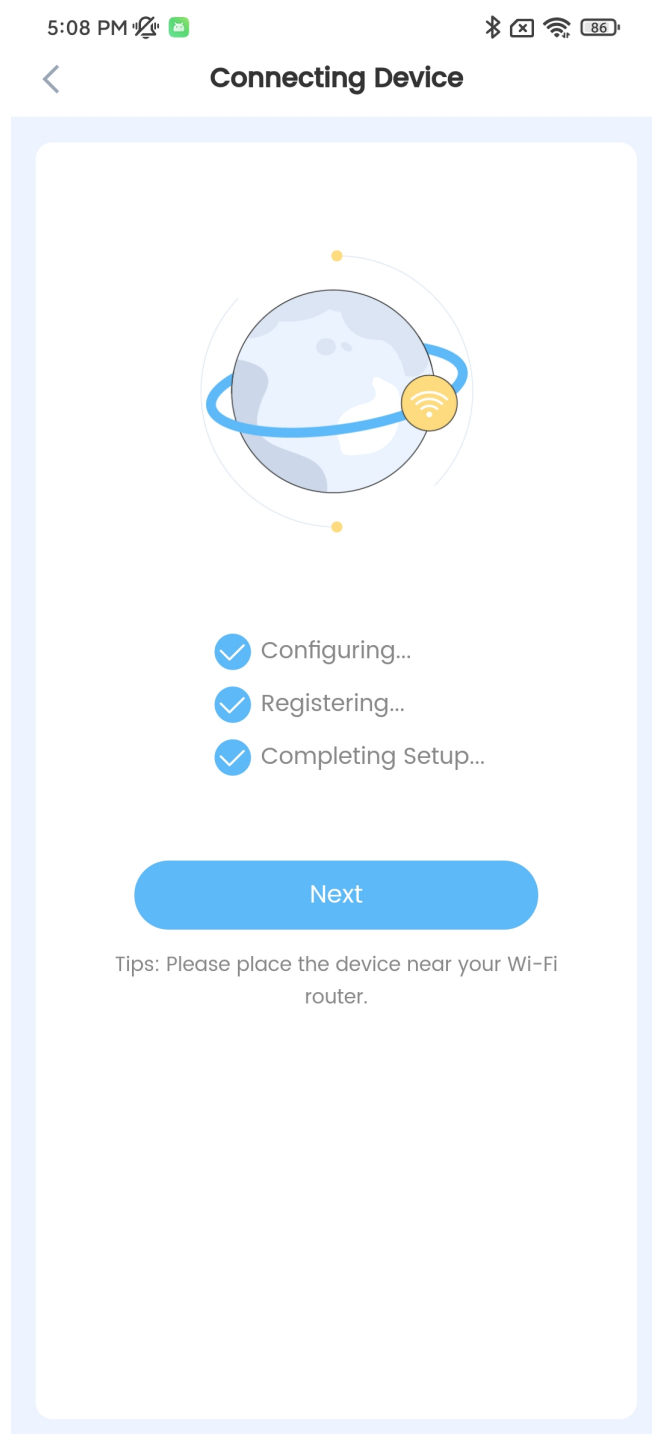 5:08 PM 86
Connecting Device
Configuring...
Registering...
Completing Setup...
Next
Tips: Please place the device near your Wi-Fi
router.